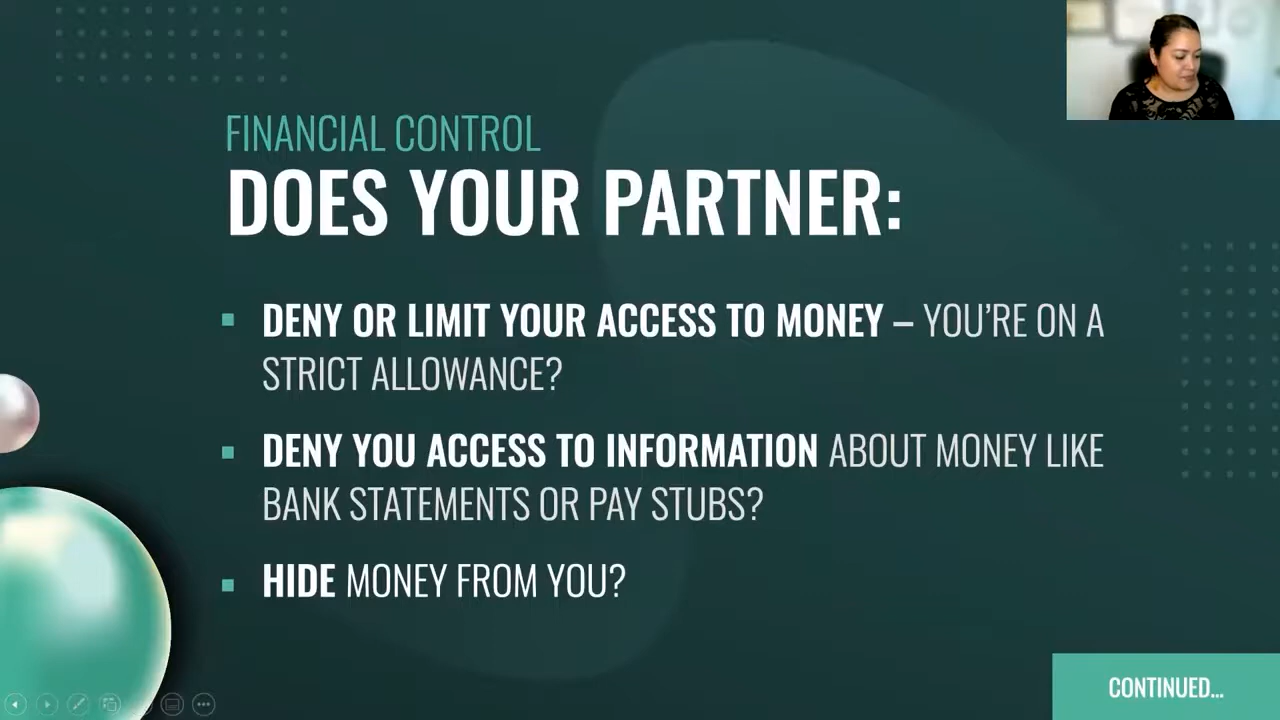 FINANCIAL CONTROL
DOES YOUR PARTNER:
DENY OR LIMIT YOUR ACCESS TO MONEY – YOU'RE ON A
STRICT ALLOWANCE?
DENY YOU ACCESS TO INFORMATION ABOUT MONEY LIKE
BANK STATEMENTS OR PAY STUBS?
HIDE MONEY FROM YOU?
CONTINUED...